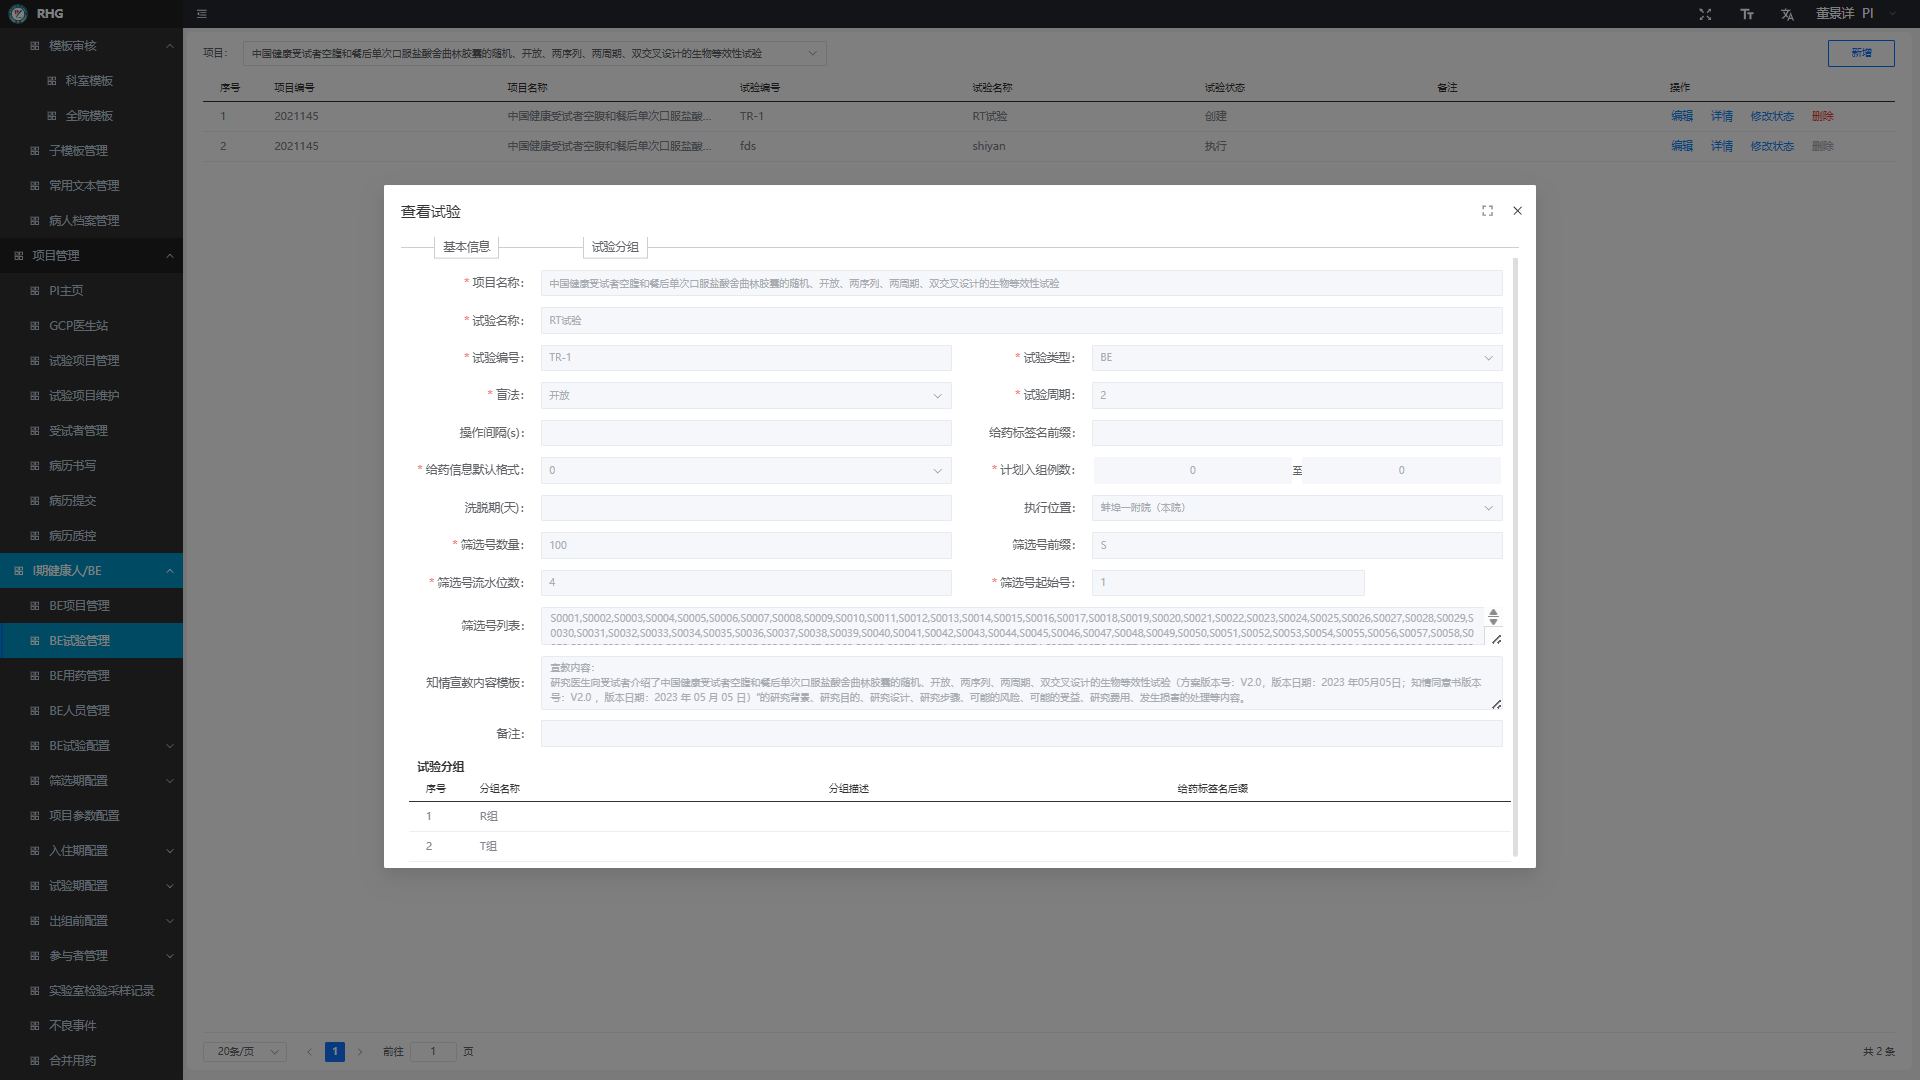 RHG
董景详 PI
模板审核
科室模板
全院模板
子模板管理
常用文本管理
病人档案管理
项目管理
PI主页
GCP医生站
试验项目管理
试验项目维护
受试者管理
病历书写
病历提交
病历质控
I期健康人/BE
BE项目管理
BE试验管理
BE用药管理
BE人员管理
BE试验配置
筛选期配置
项目参数配置
入住期配置
试验期配置
出组前配置
参与者管理
实验室检验采样记录
不良事件
合并用药
项目: 中国健康受试者空腹和餐后单次口服盐酸舍曲林胶囊的随机、开放、两序列、两周期、双交叉设计的生物等效性试验
新增
序号 项目编号 项目名称 试验编号 试验名称 试验状态 备注 操作
1 2021145 中国健康受试者空腹和餐后单次口服盐酸... TR-1 RT试验 创建 编辑 详情 修改状态 删除
2 2021145 中国健康受试者空腹和餐后单次口服盐酸... fds shiyan 执行 编辑 详情 修改状态 删除
查看试验
基本信息 试验分组
* 项目名称: 中国健康受试者空腹和餐后单次口服盐酸舍曲林胶囊的随机、开放、两序列、两周期、双交叉设计的生物等效性试验
* 试验名称: RT试验
* 试验编号: TR-1 * 试验类型: BE
* 盲法: 开放 * 试验周期: 2
操作间隔(s): 给药标签名前缀:
* 给药信息默认格式: 0 * 计划入组例数: 0 至 0
洗脱期(天): 执行位置: 蚌埠一附院（本院）
* 筛选号数量: 100 筛选号前缀: S
* 筛选号流水位数: 4 * 筛选号起始号: 1
筛选号列表: S0001,S0002,S0003,S0004,S0005,S0006,S0007,S0008,S0009,S0010,S0011,S0012,S0013,S0014,S0015,S0016,S0017,S0018,S0019,S0020,S0021,S0022,S0023,S0024,S0025,S0026,S0027,S0028,S0029,S
0030,S0031,S0032,S0033,S0034,S0035,S0036,S0037,S0038,S0039,S0040,S0041,S0042,S0043,S0044,S0045,S0046,S0047,S0048,S0049,S0050,S0051,S0052,S0053,S0054,S0055,S0056,S0057,S0058,S0
知情宣教内容模板: 宣教内容:
研究医生向受试者介绍了中国健康受试者空腹和餐后单次口服盐酸舍曲林胶囊的随机、开放、两序列、两周期、双交叉设计的生物等效性试验（方案版本号：V2.0，版本日期：2023 年05月05日；知情同意书版本
号：V2.0 ，版本日期：2023 年 05 月 05 日）"的研究背景、研究目的、研究设计、研究步骤、可能的风险、可能的受益、研究费用、发生损害的处理等内容。
备注:
试验分组
序号 分组名称 分组描述 给药标签名后缀
1 R组
2 T组
20条/页 1 前往 1 页
共 2 条